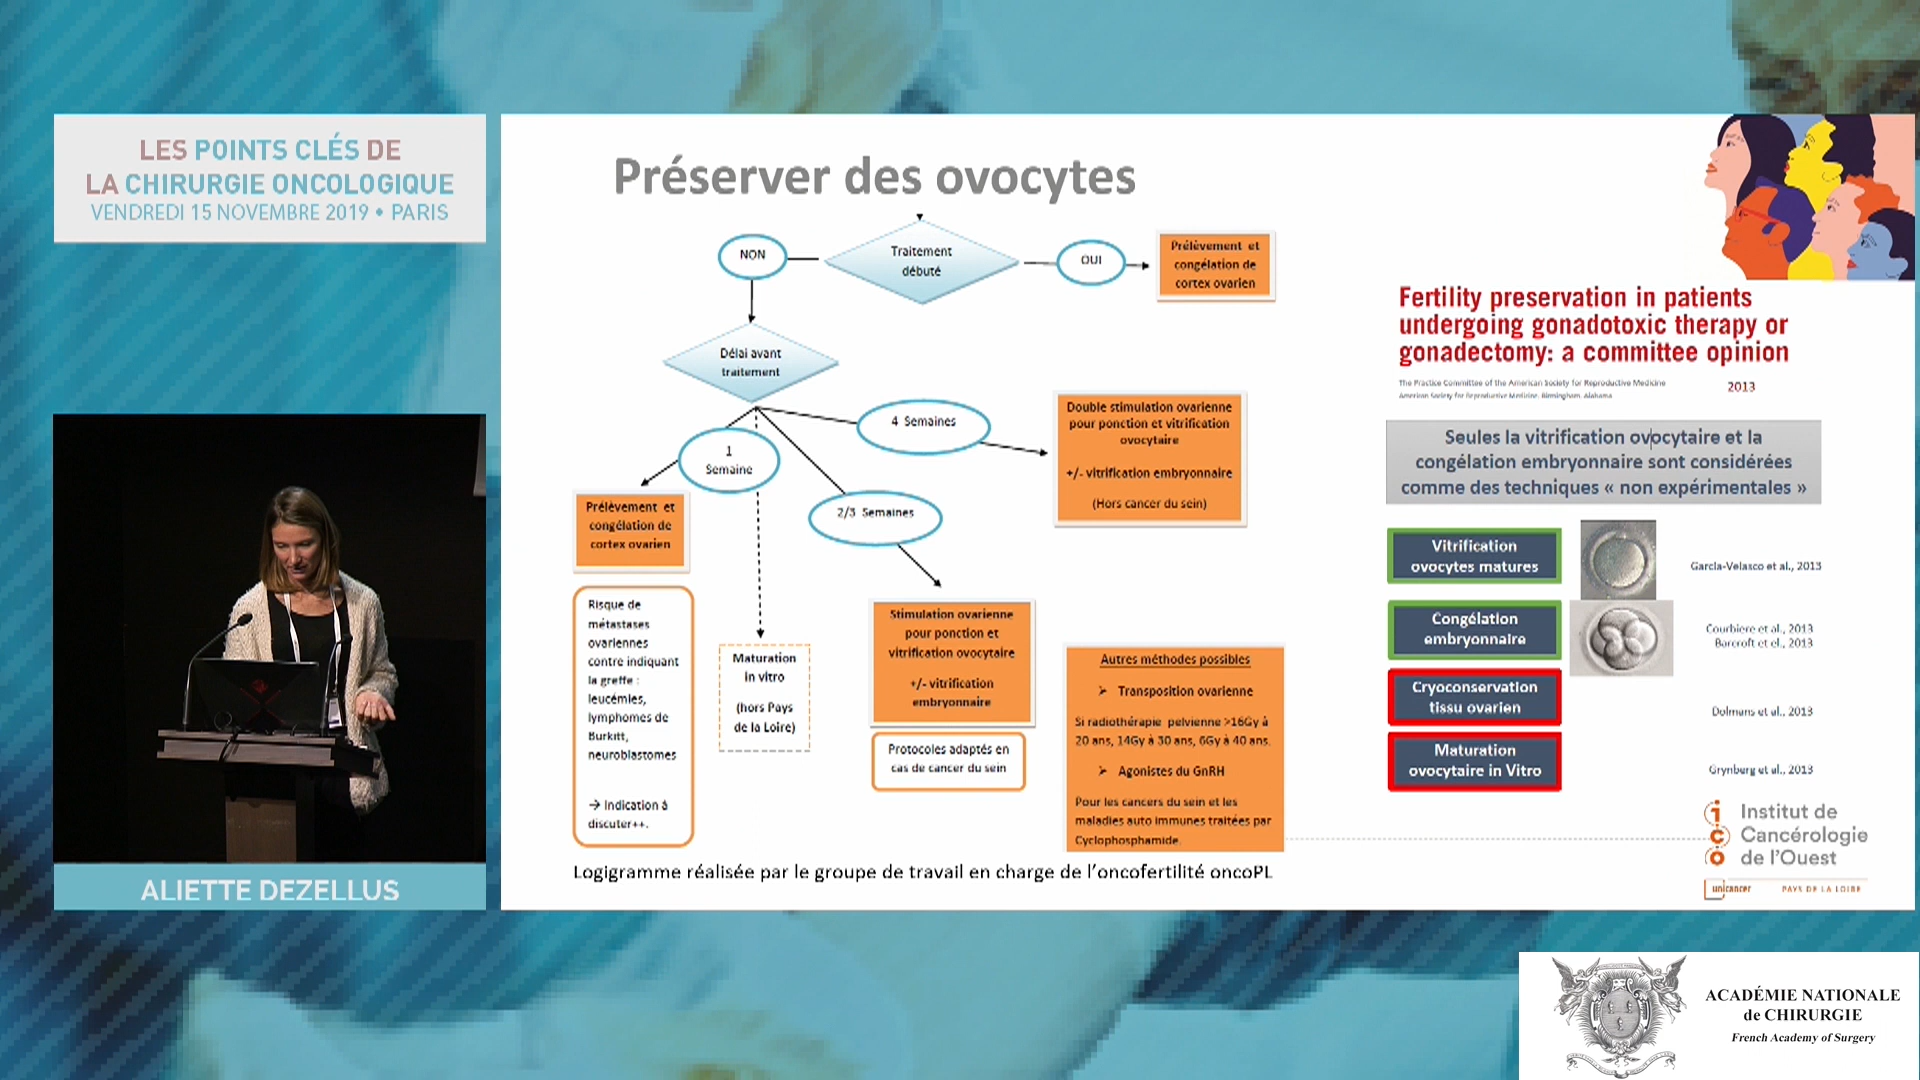 LES POINTS CLÉS DE
LA CHIRURGIE ONCOLOGIQUE
VENDREDI 15 NOVEMBRE 2019 • PARIS
ALIETTE DEZELLUS
Préserver des ovocytes
NON
Traitement
débuté
OUI
Prélèvement et
congélation de
cortex ovarien
Délai avant
traitement
4 Semaines
Double stimulation ovarienne
pour ponction et vitrification
ovocytaire
+/- vitrification embryonnaire
(Hors cancer du sein)
1
Semaine
2/3 Semaines
Prélèvement et
congélation de
cortex ovarien
Risque de
métastases
ovariennes
contre indiquant
la greffe :
leucémies,
lymphomes de
Burkitt,
neuroblastomes
→ Indication à
discuter++.
Maturation
in vitro
(hors Pays
de la Loire)
Stimulation ovarienne
pour ponction et
vitrification ovocytaire
+/- vitrification
embryonnaire
Protocoles adaptés en
cas de cancer du sein
Autres méthodes possibles
➢ Transposition ovarienne
Si radiothérapie pelvienne >16Gy à
20 ans, 14Gy à 30 ans, 6Gy à 40 ans.
➢ Agonistes du GnRH
Pour les cancers du sein et les
maladies auto immunes traitées par
Cyclophosphamide.
Logigramme réalisée par le groupe de travail en charge de l'oncofertilité oncoPL
Fertility preservation in patients
undergoing gonadotoxic therapy or
gonadectomy: a committee opinion
The Practice Committee of the American Society for Reproductive Medicine
American Society for Reproductive Medicine, Birmingham, Alabama
2013
Seules la vitrification ovocytaire et la
congélation embryonnaire sont considérées
comme des techniques « non expérimentales »
Vitrification
ovocytes matures
Garcia-Velasco et al., 2013
Congélation
embryonnaire
Courbiere et al., 2013
Barcroft et al., 2013
Cryoconservation
tissu ovarien
Dolmans et al., 2013
Maturation
ovocytaire in Vitro
Grynberg et al., 2013
ico
Institut de
Cancérologie
de l'Ouest
unicancer
PAYS DE LA LOIRE
ACADÉMIE NATIONALE
de CHIRURGIE
French Academy of Surgery